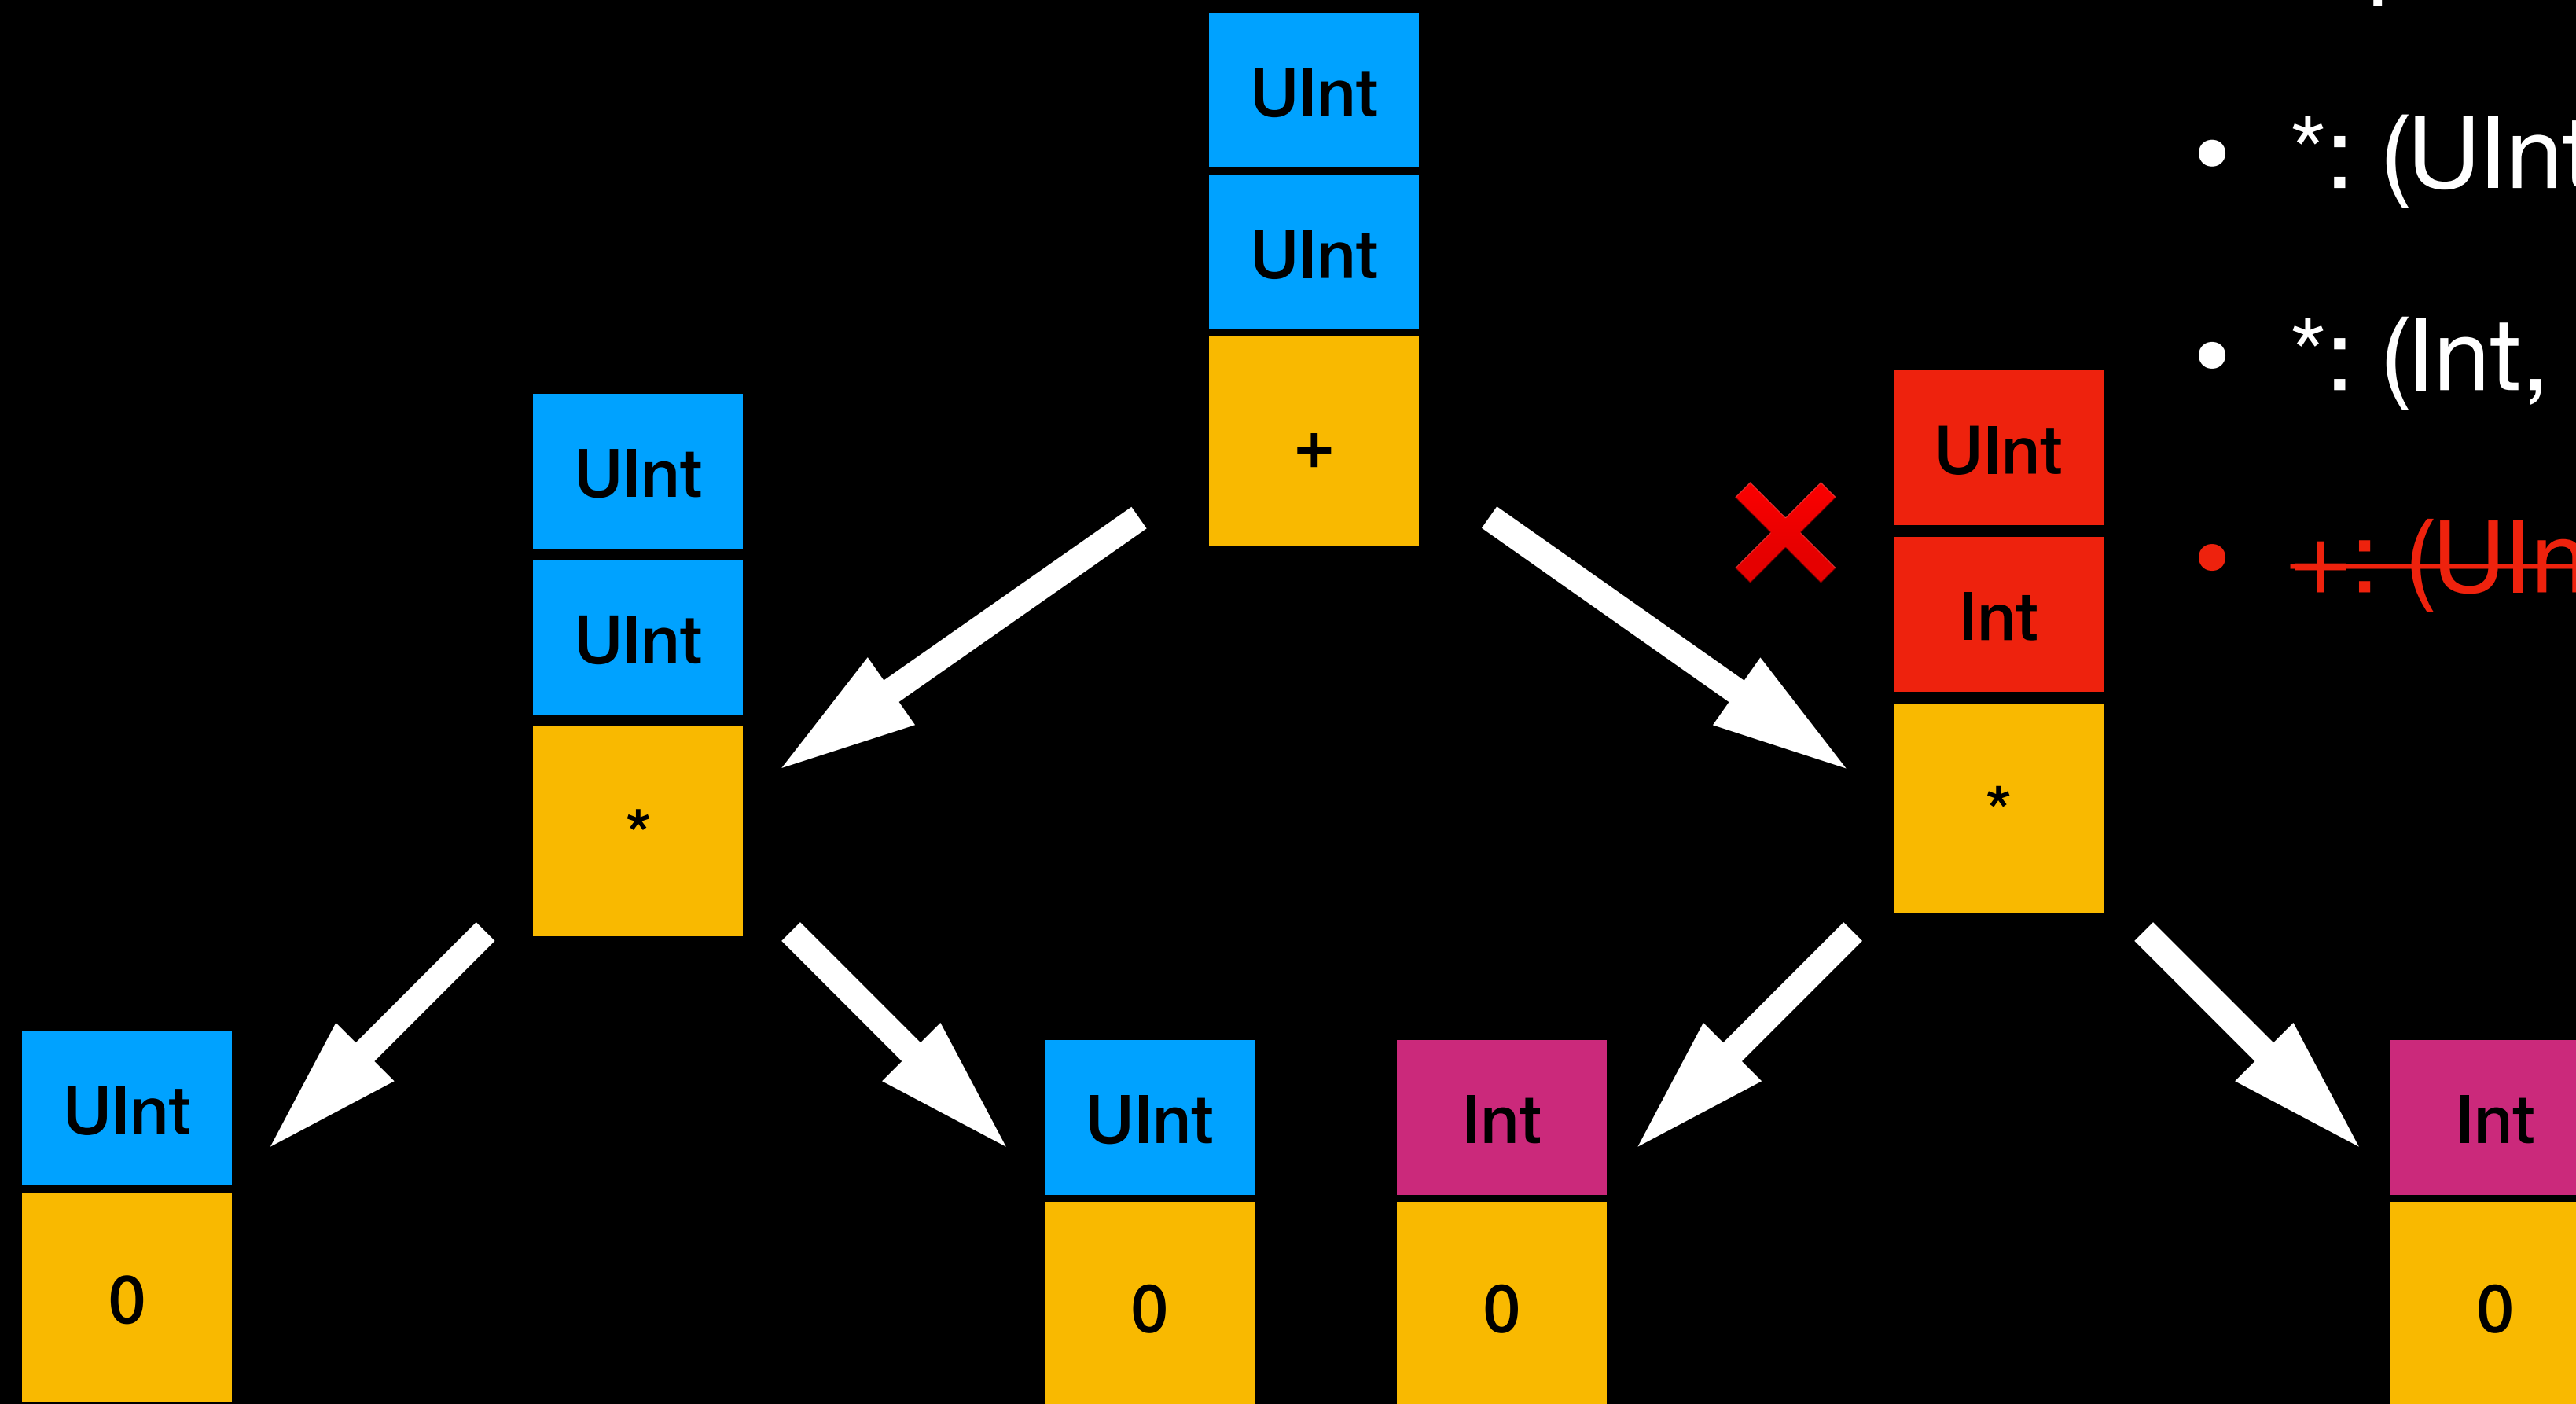 UInt
UInt
+
UInt
UInt
*
UInt
Int
*
UInt
0
UInt
0
Int
0
Int
0
• *: (UInt
• *: (Int,
• +: (UIn